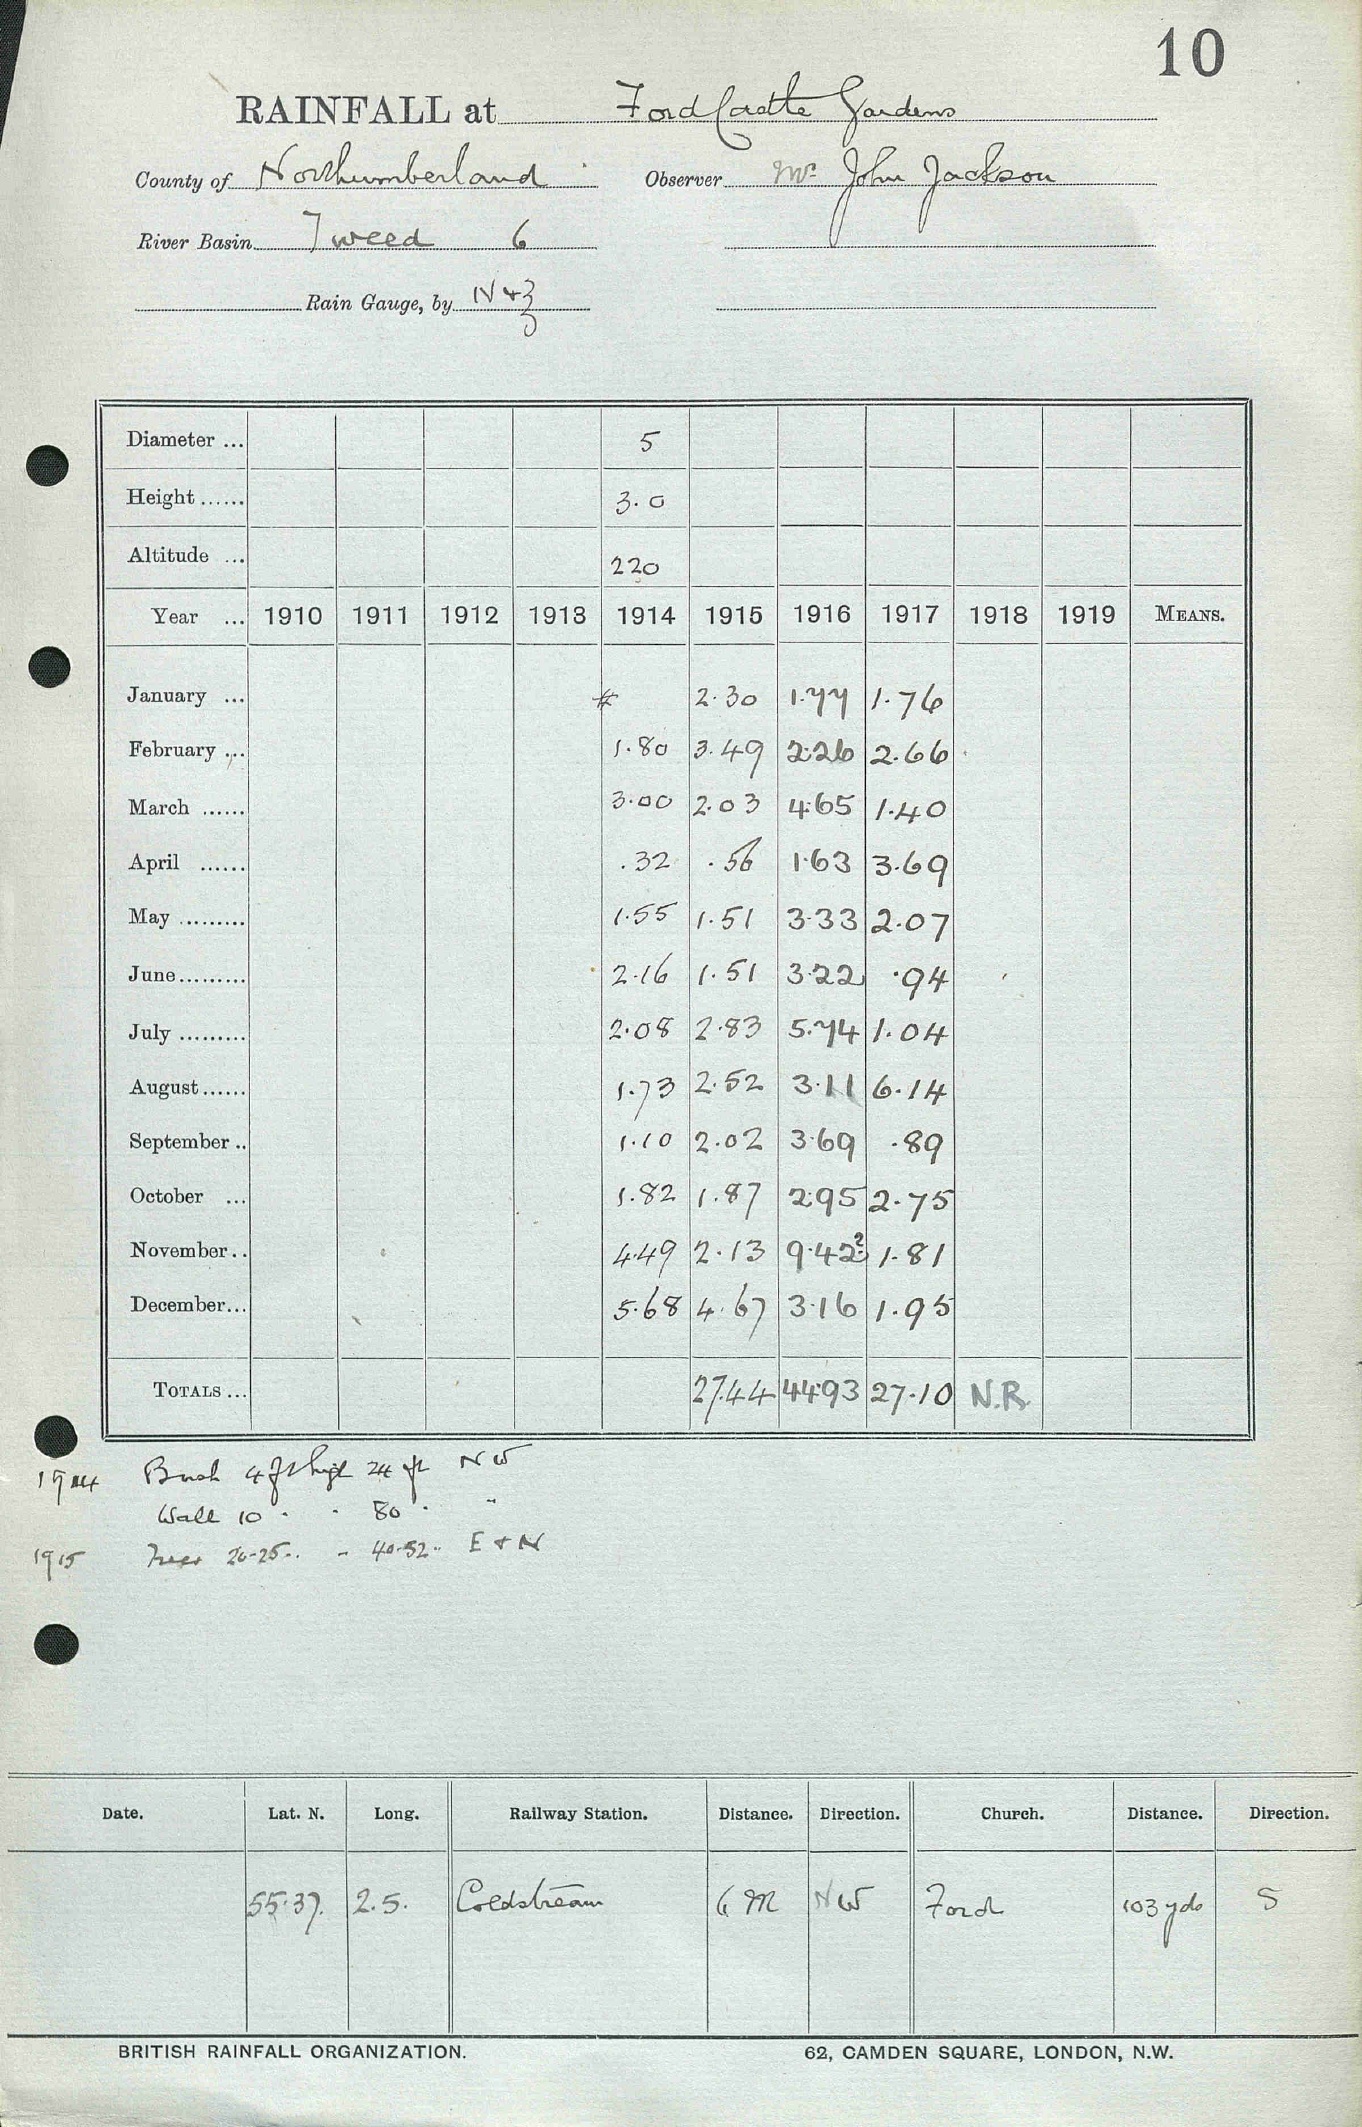 10
RAINFALL at Ford Castle Gardens
County of Northumberland Observer Mr John Jackson
River Basin Tweed 6
Rain Gauge, by N & Z
Diameter ... 5
Height ...... 3.0
Altitude ... 220
Year ... 1910 1911 1912 1913 1914 1915 1916 1917 1918 1919 MEANS.
January ... # 2.30 1.77 1.76
February ... 1.80 3.49 2.26 2.66
March ...... 3.00 2.03 4.65 1.40
April ...... .32 .56 1.63 3.69
May ......... 1.55 1.51 3.33 2.07
June ......... 2.16 1.51 3.22 .94
July ......... 2.08 2.83 5.74 1.04
August ...... 1.73 2.52 3.11 6.14
September .. 1.10 2.02 3.69 .89
October ... 1.82 1.87 2.95 2.75
November .. 4.49 2.13 9.42? 1.81
December ... 5.68 4.67 3.16 1.95
TOTALS ... 27.44 44.93 27.10 N.R.
1914 Bush 4 ft high 24 ft NW
Wall 10 " " 80 " "
1915 Trees 20-25 " " 40-52 " E & N
Date. Lat. N. Long. Railway Station. Distance. Direction. Church. Distance. Direction.
55.37. 2.5. Coldstream 6 M NW Ford 103 yds S
BRITISH RAINFALL ORGANIZATION. 62, CAMDEN SQUARE, LONDON, N.W.